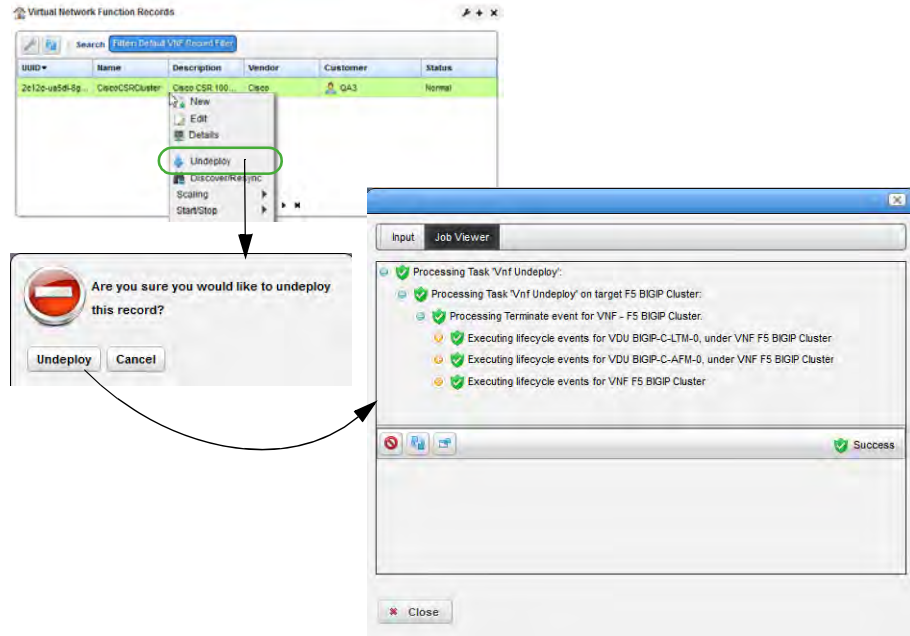 Virtual Network Function Records
Search Filter: Default VNF Record Filter
UUID Name Description Vendor Customer Status
CiscoCSRCluster Cisco CSR 100... Cisco QA3 Normal
New
Edit
Details
Undeploy
Discover/Resync
Scaling
Start/Stop
Are you sure you would like to undeploy
this record?
Undeploy Cancel
Input Job Viewer
Processing Task 'Vnf Undeploy':
Processing Task 'Vnf Undeploy' on target F5 BIGIP Cluster:
Processing Terminate event for VNF - F5 BIGIP Cluster.
Executing lifecycle events for VDU BIGIP-C-LTM-0, under VNF F5 BIGIP Cluster
Executing lifecycle events for VDU BIGIP-C-AFM-0, under VNF F5 BIGIP Cluster
Executing lifecycle events for VNF F5 BIGIP Cluster
Success
Close